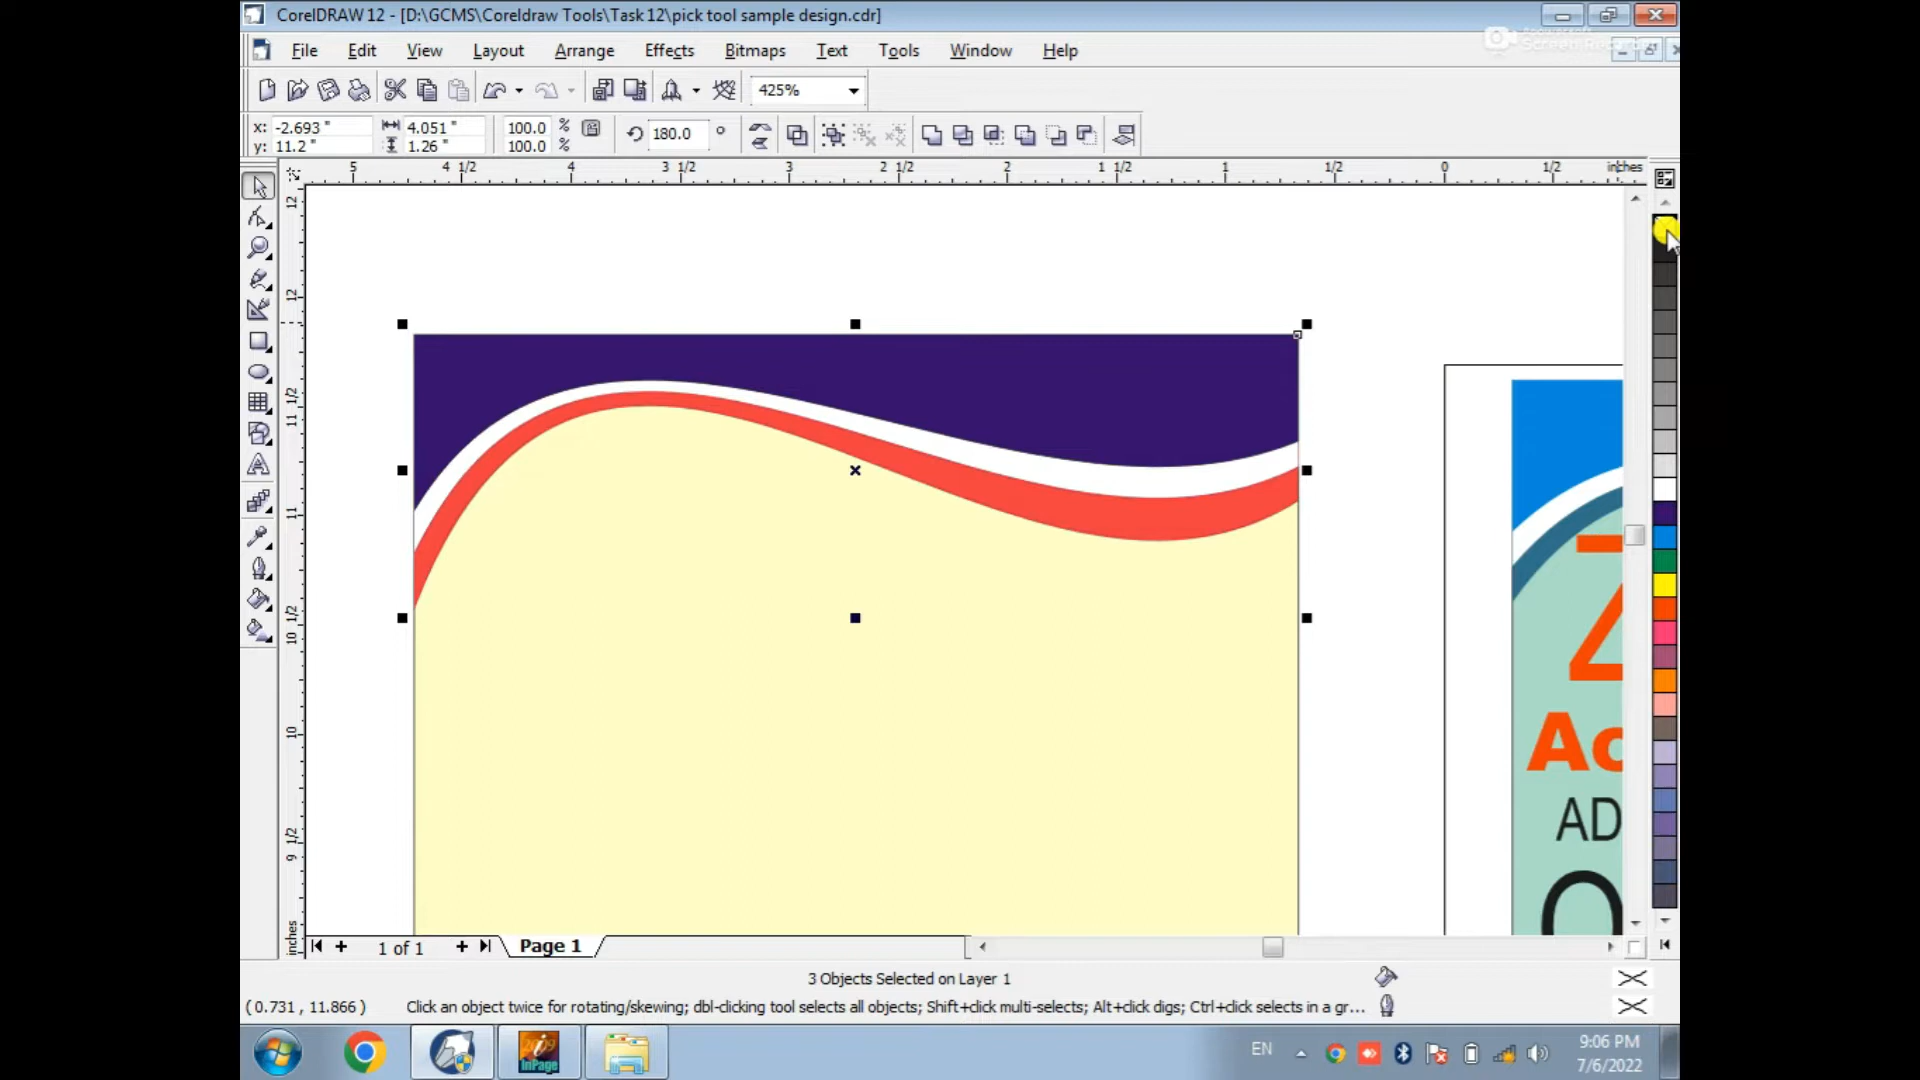 CorelDRAW 12 - [D:\GCMS\Coreldraw Tools\Task 12\pick tool sample design.cdr]
File Edit View Layout Arrange Effects Bitmaps Text Tools Window Help
425%
x: -2.693 " 4.051 " 100.0 % 180.0 °
y: 11.2 " 1.26 " 100.0 %
5 4 1/2 4 3 1/2 3 2 1/2 2 1 1/2 1 1/2 0 1/2 inches
12
12
11 1/2
11
10 1/2
10
9 1/2
inches
Ac
AD
1 of 1 Page 1
3 Objects Selected on Layer 1
( 0.731 , 11.866 ) Click an object twice for rotating/skewing; dbl-clicking tool selects all objects; Shift+click multi-selects; Alt+click digs; Ctrl+click selects in a gr...
2009
InPage
EN
9:06 PM
7/6/2022